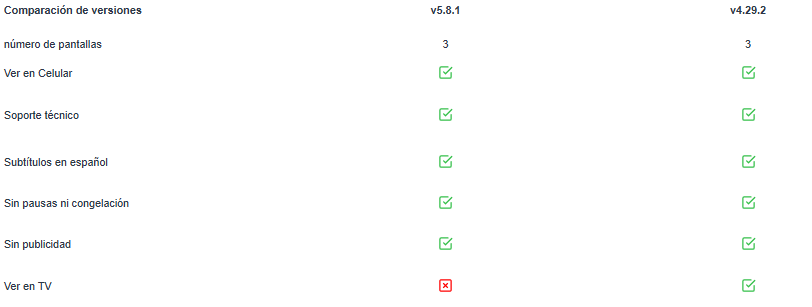 Comparación de versiones v5.8.1 v4.29.2
número de pantallas 3 3
Ver en Celular
Soporte técnico
Subtítulos en español
Sin pausas ni congelación
Sin publicidad
Ver en TV